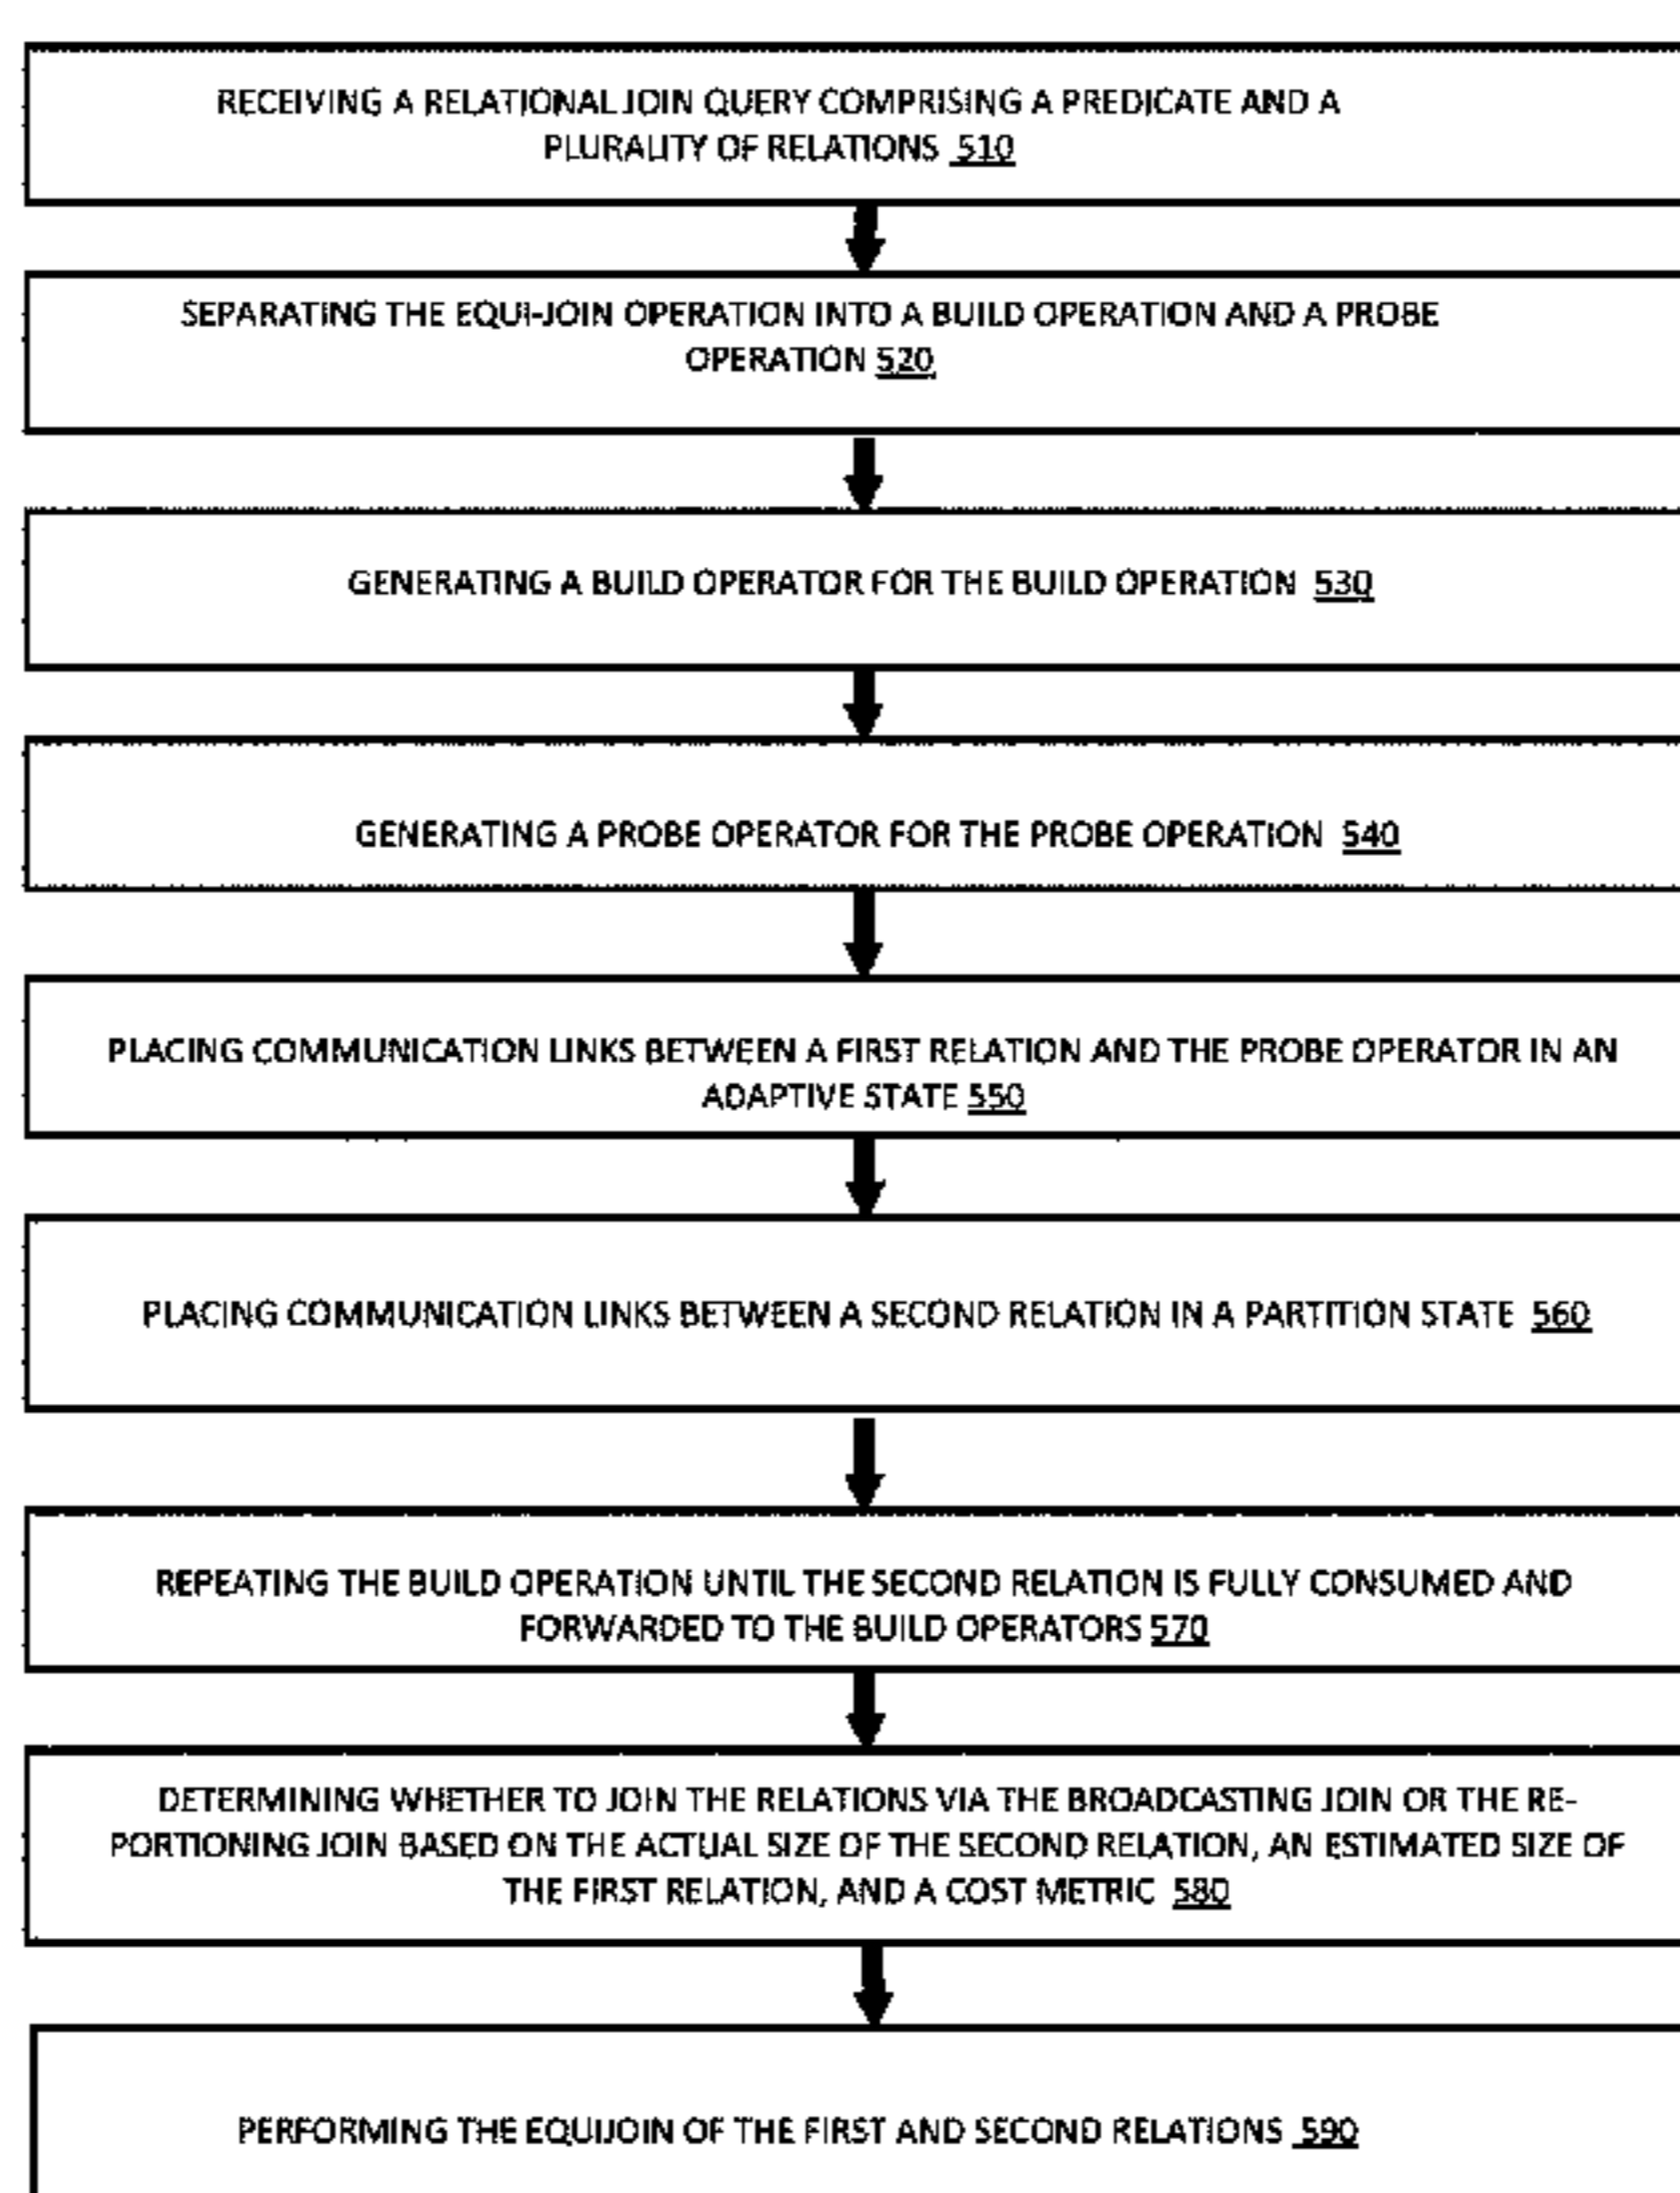 RECEIVING A RELATIONAL JOIN QUERY COMPRISING A PREDICATE AND A
PLURALITY OF RELATIONS 510
SEPARATING THE EQUI-JOIN OPERATION INTO A BUILD OPERATION AND A PROBE
OPERATION 520
GENERATING A BUILD OPERATOR FOR THE BUILD OPERATION 530
GENERATING A PROBE OPERATOR FOR THE PROBE OPERATION 540
PLACING COMMUNICATION LINKS BETWEEN A FIRST RELATION AND THE PROBE OPERATOR IN AN
ADAPTIVE STATE 550
PLACING COMMUNICATION LINKS BETWEEN A SECOND RELATION IN A PARTITION STATE 560
REPEATING THE BUILD OPERATION UNTIL THE SECOND RELATION IS FULLY CONSUMED AND
FORWARDED TO THE BUILD OPERATORS 570
DETERMINING WHETHER TO JOIN THE RELATIONS VIA THE BROADCASTING JOIN OR THE RE-
PORTIONING JOIN BASED ON THE ACTUAL SIZE OF THE SECOND RELATION, AN ESTIMATED SIZE OF
THE FIRST RELATION, AND A COST METRIC 580
PERFORMING THE EQUIJOIN OF THE FIRST AND SECOND RELATIONS 590